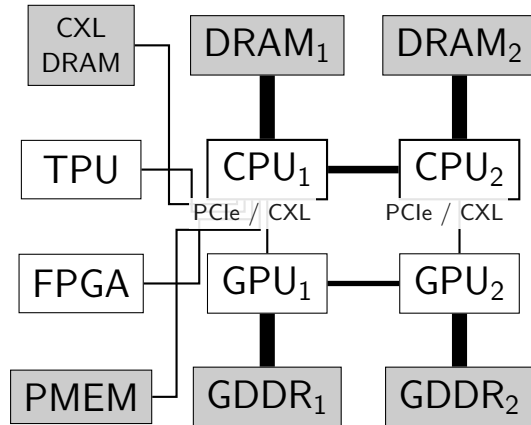 CXL
DRAM
DRAM₁
DRAM₂
TPU
CPU₁
CPU₂
PCIe / CXL
PCIe / CXL
FPGA
GPU₁
GPU₂
PMEM
GDDR₁
GDDR₂